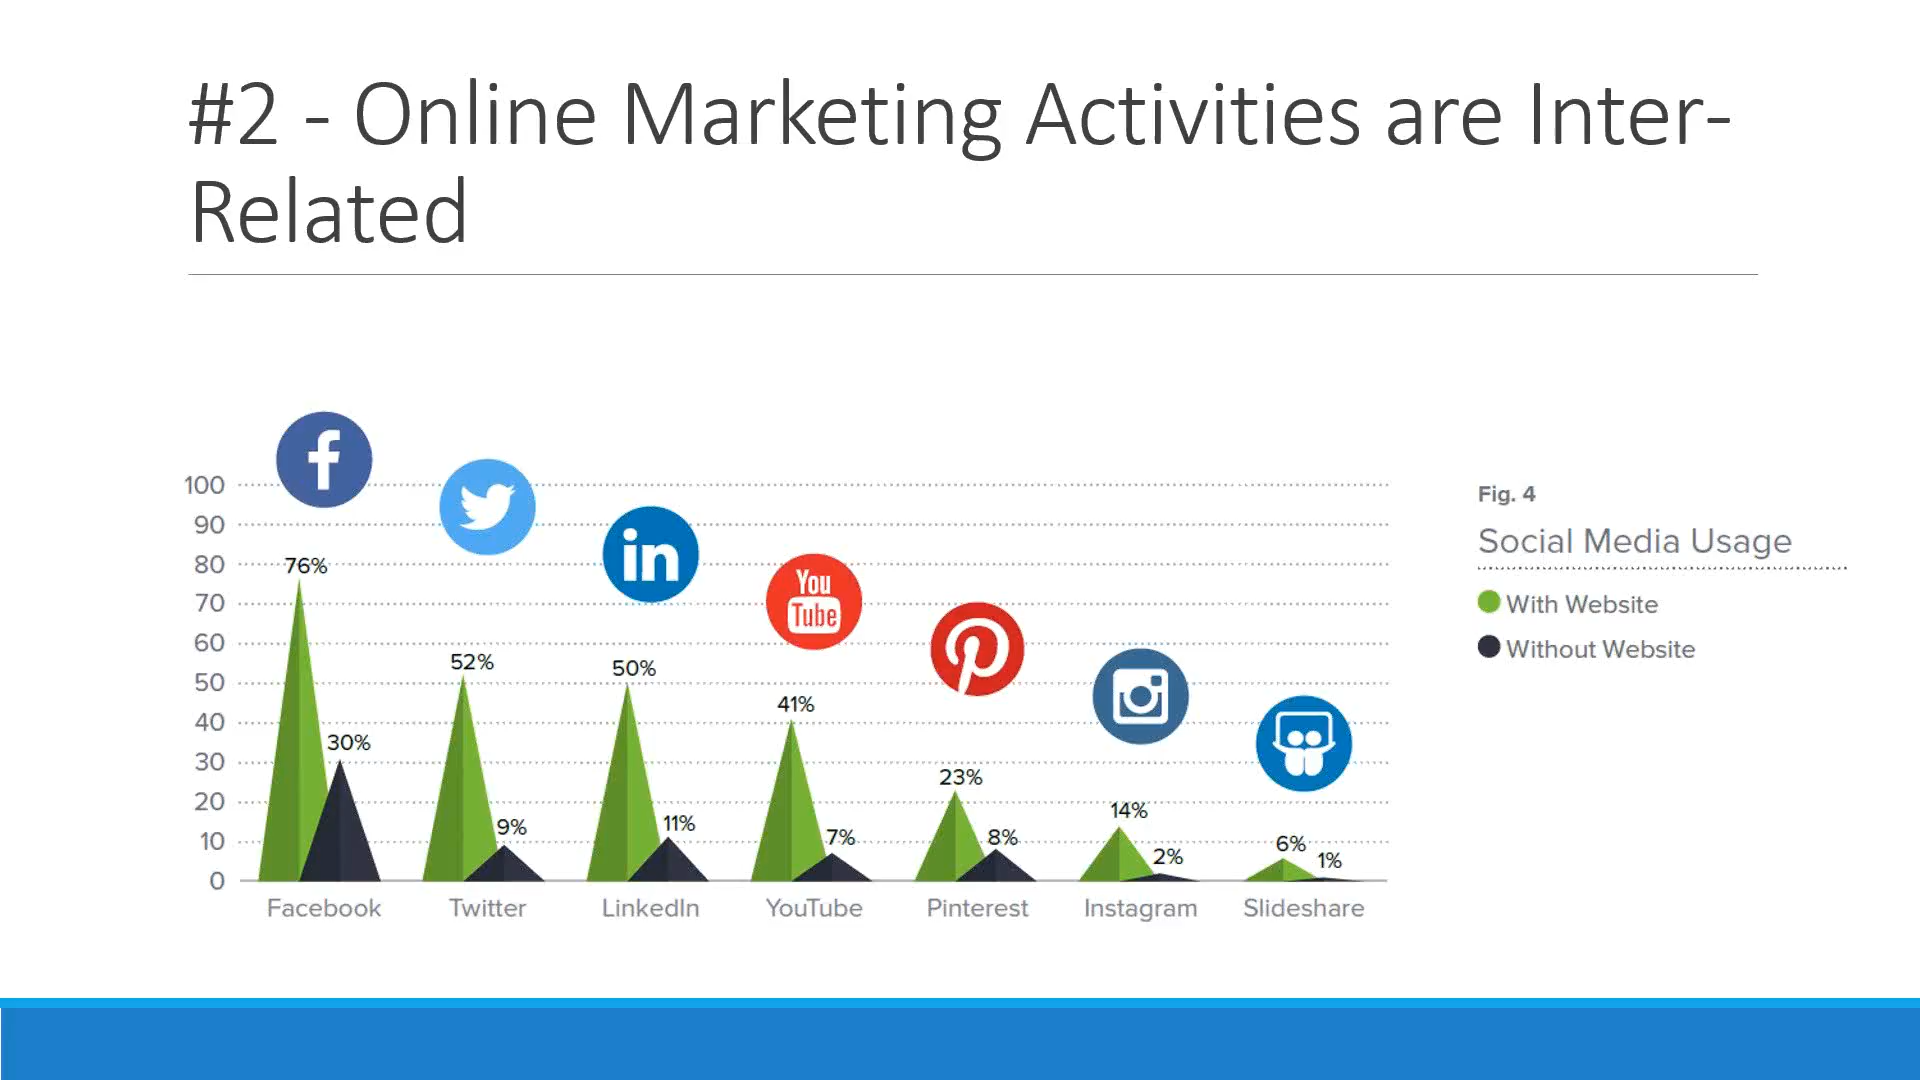 #2 - Online Marketing Activities are Inter-
Related
100
90
80
70
60
50
40
30
20
10
0
f
in
You
Tube
76%
30%
52%
9%
50%
11%
41%
7%
23%
8%
14%
2%
6%
1%
Facebook
Twitter
LinkedIn
YouTube
Pinterest
Instagram
Slideshare
Fig. 4
Social Media Usage
With Website
Without Website